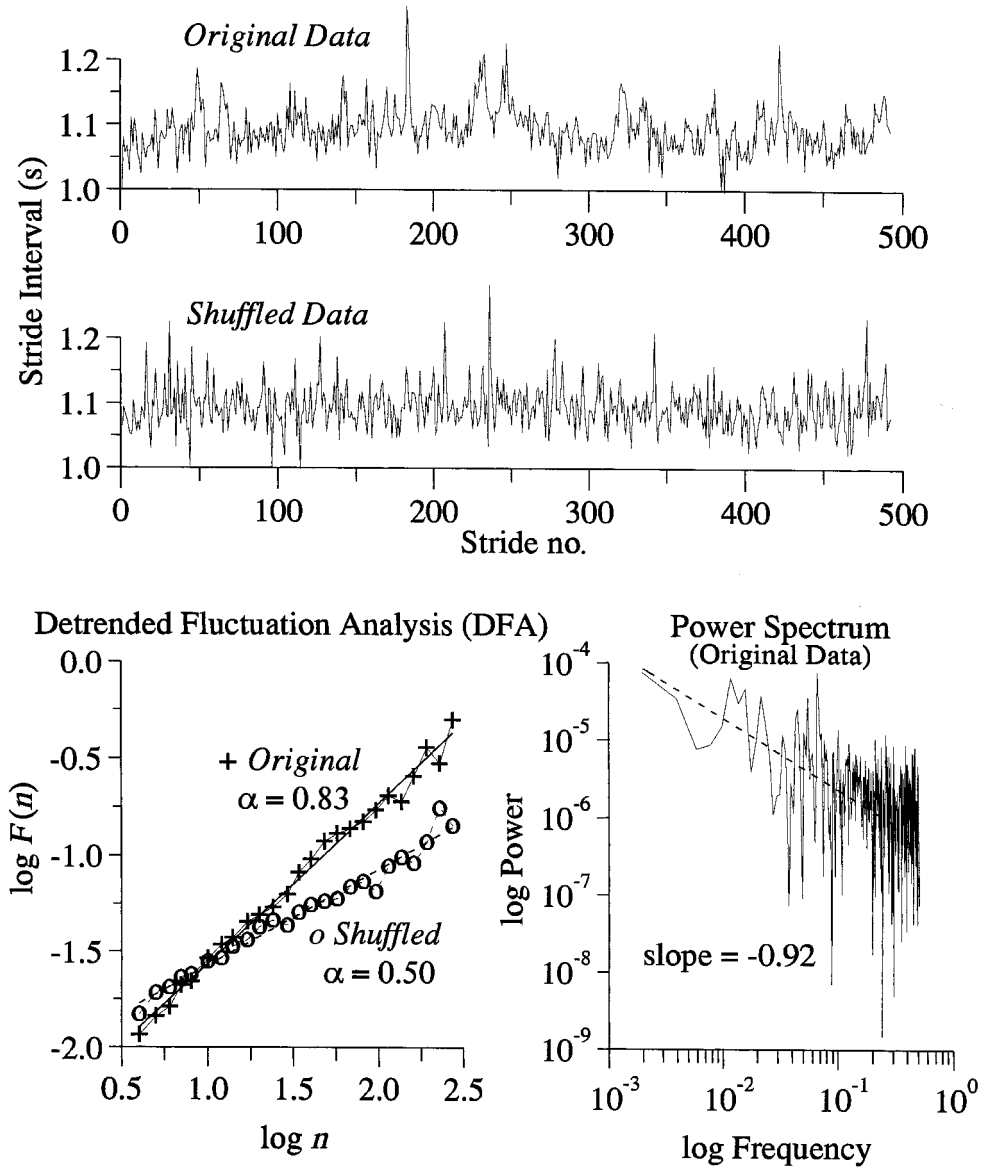 Original Data
Stride Interval (s)
1.2
1.1
1.0
0 100 200 300 400 500
Shuffled Data
1.2
1.1
1.0
0 100 200 300 400 500
Stride no.
Detrended Fluctuation Analysis (DFA)
log F(n)
0.0
-0.5
-1.0
-1.5
-2.0
+ Original
α = 0.83
o Shuffled
α = 0.50
0.5 1.0 1.5 2.0 2.5
log n
Power Spectrum
(Original Data)
log Power
10⁻⁴
10⁻⁵
10⁻⁶
10⁻⁷
10⁻⁸
10⁻⁹
slope = -0.92
10⁻³ 10⁻² 10⁻¹ 10⁰
log Frequency